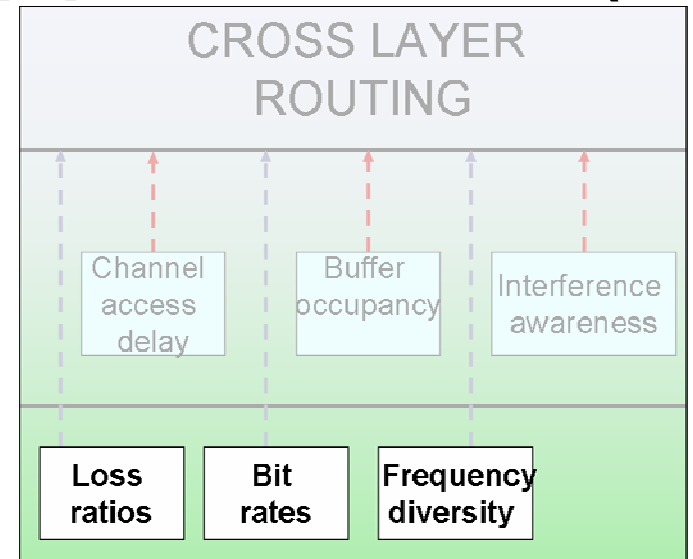 CROSS LAYER
ROUTING
Channel
access
delay
Buffer
occupancy
Interference
awareness
Loss
ratios
Bit
rates
Frequency
diversity